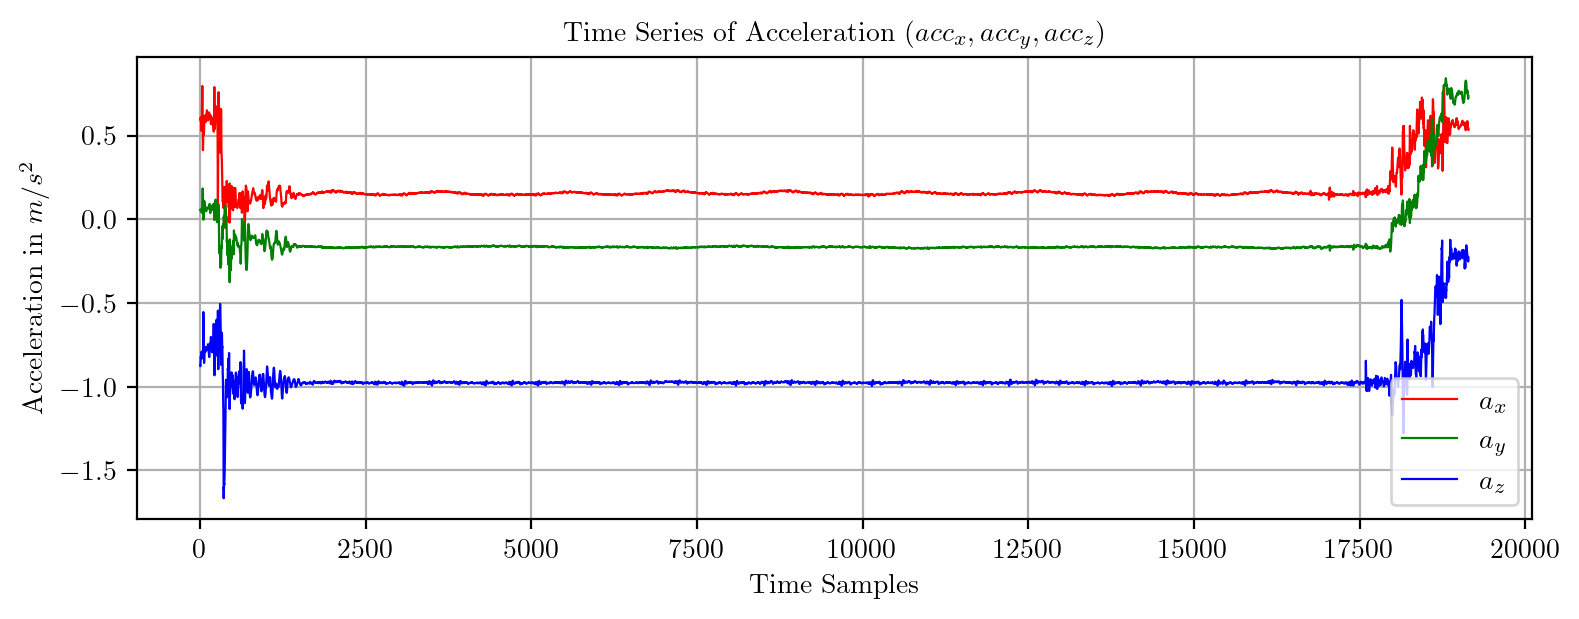 Time Series of Acceleration (acc_x, acc_y, acc_z)
Acceleration in m/s²
0.5
0.0
−0.5
−1.0
−1.5
a_x
a_y
a_z
0 2500 5000 7500 10000 12500 15000 17500 20000
Time Samples